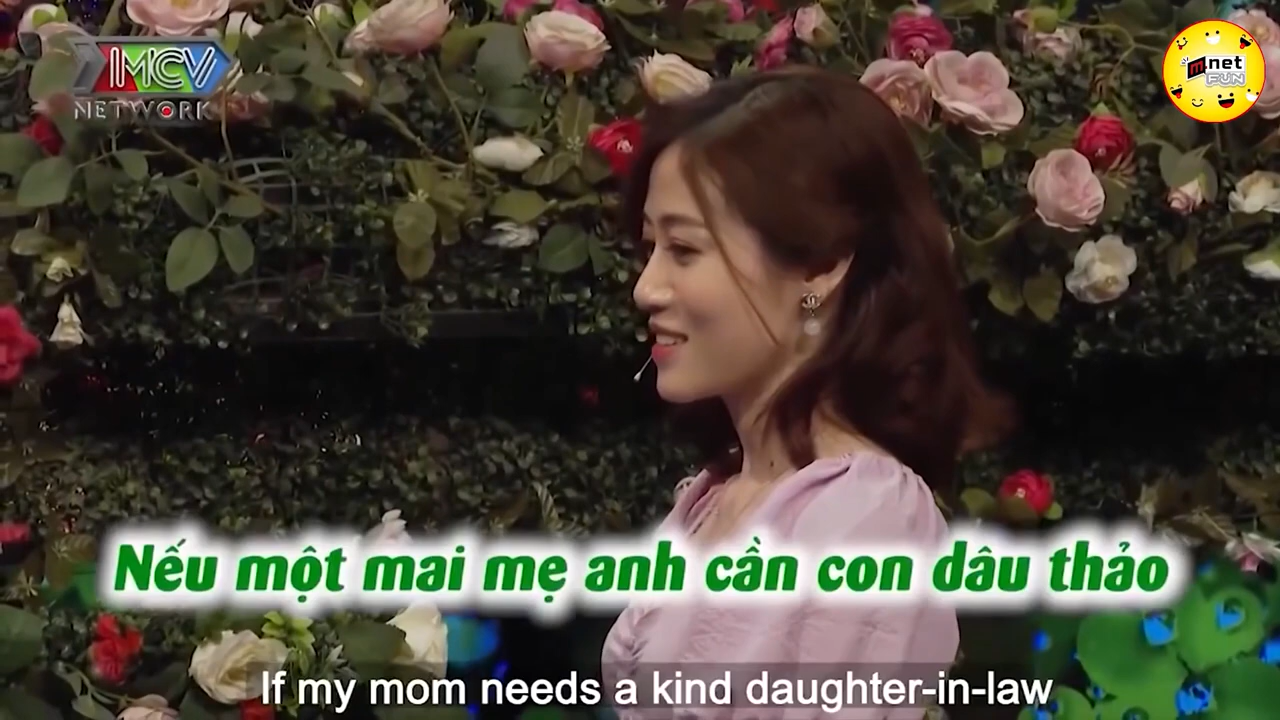 MCV
NETWORK
mnet
FUN
Nếu một mai mẹ anh cần con dâu thảo
If my mom needs a kind daughter-in-law